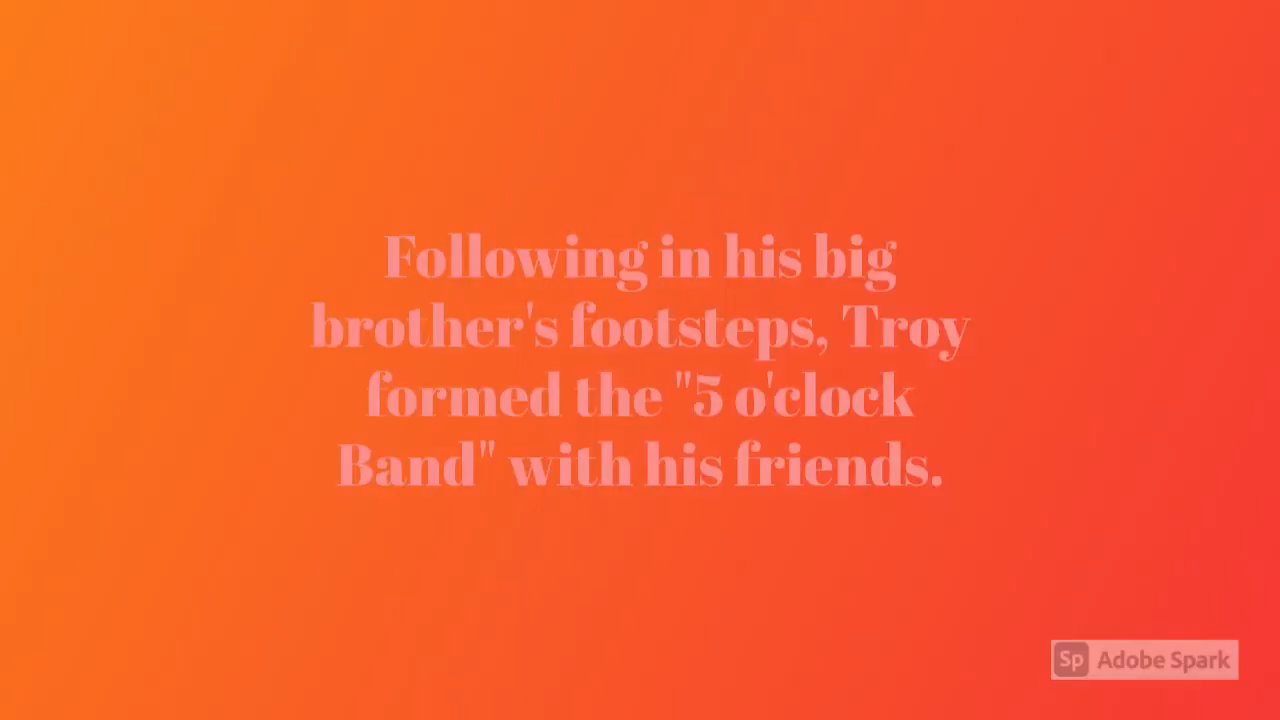 Following in his big
brother's footsteps, Troy
formed the "5 o'clock
Band" with his friends.
Sp Adobe Spark